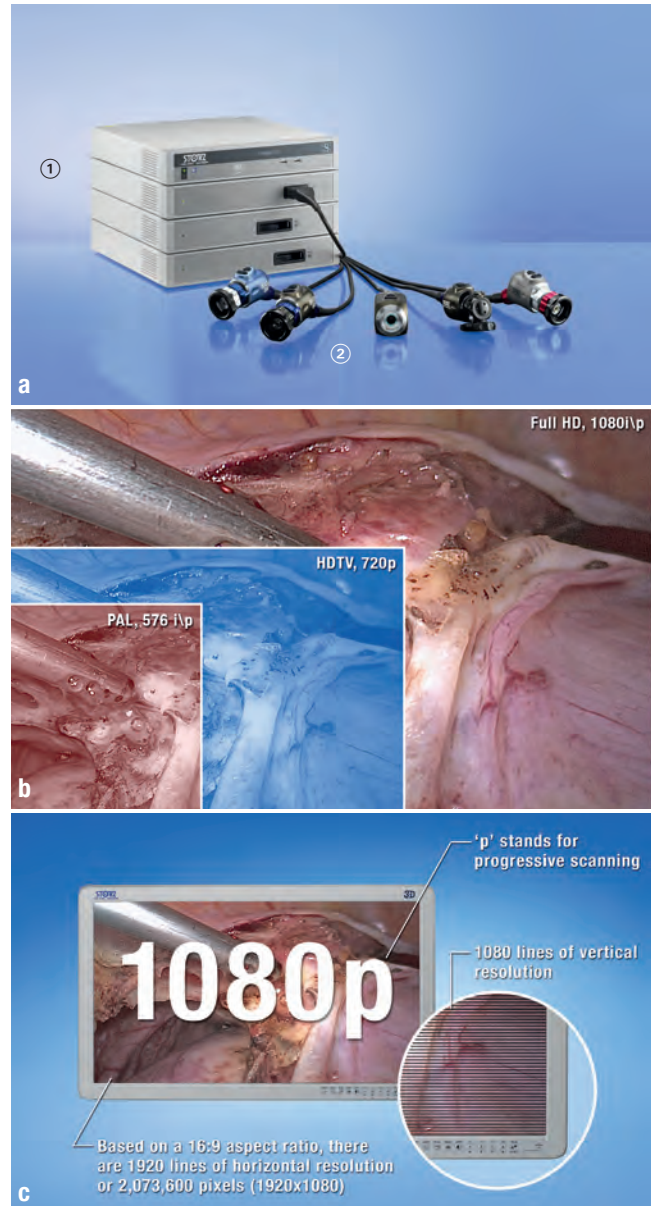 STORZ
①
②
a
Full HD, 1080i\p
HDTV, 720p
PAL, 576 i\p
b
'p' stands for
progressive scanning
STORZ
3D
1080p
1080 lines of vertical
resolution
Based on a 16:9 aspect ratio, there
are 1920 lines of horizontal resolution
or 2,073,600 pixels (1920x1080)
c